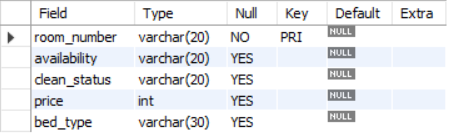 Field Type Null Key Default Extra
room_number varchar(20) NO PRI NULL
availability varchar(20) YES NULL
clean_status varchar(20) YES NULL
price int YES NULL
bed_type varchar(30) YES NULL